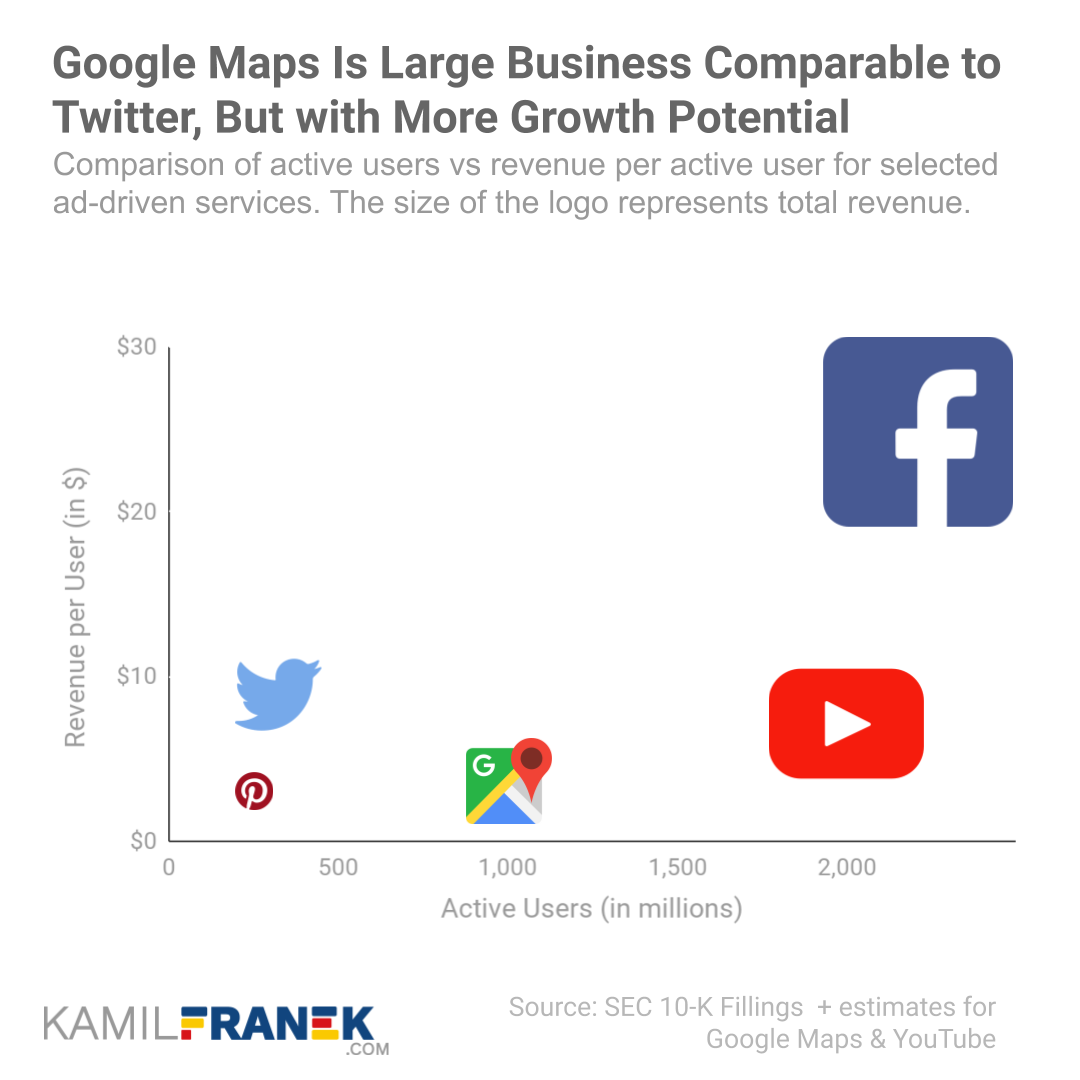 Google Maps Is Large Business Comparable to
Twitter, But with More Growth Potential
Comparison of active users vs revenue per active user for selected
ad-driven services. The size of the logo represents total revenue.
$30
$20
$10
$0
Revenue per User (in $)
f
G
0
500
1,000
1,500
2,000
Active Users (in millions)
KAMILFRANEK
.COM
Source: SEC 10-K Fillings + estimates for
Google Maps & YouTube